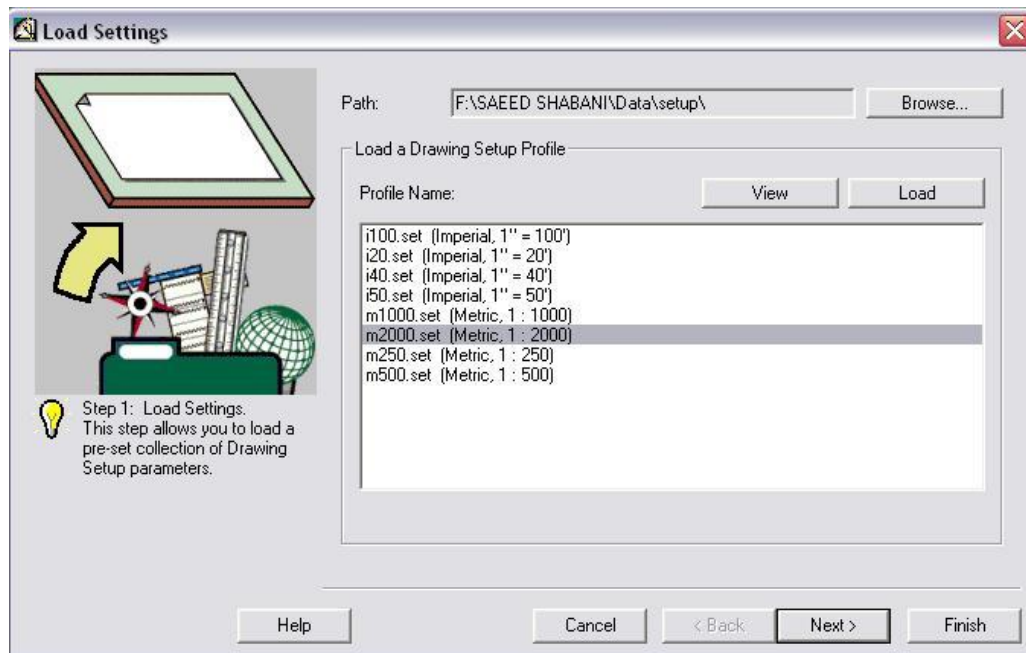 Load Settings
Path:
F:\SAEED SHABANI\Data\setup\
Browse...
Load a Drawing Setup Profile
Profile Name:
View
Load
i100.set  (Imperial, 1" = 100')
i20.set  (Imperial, 1" = 20')
i40.set  (Imperial, 1" = 40')
i50.set  (Imperial, 1" = 50')
m1000.set  (Metric, 1 : 1000)
m2000.set  (Metric, 1 : 2000)
m250.set  (Metric, 1 : 250)
m500.set  (Metric, 1 : 500)
Step 1:  Load Settings.
This step allows you to load a
pre-set collection of Drawing
Setup parameters.
Help
Cancel
< Back
Next >
Finish